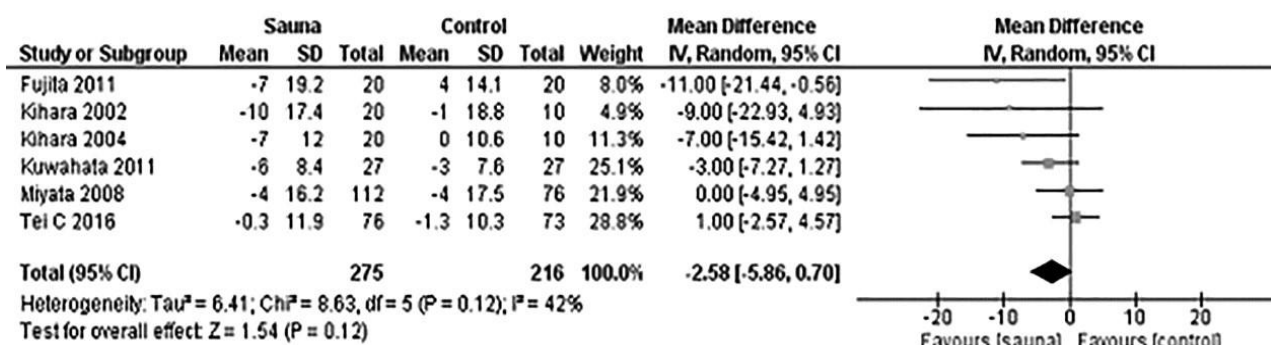 Sauna Control Mean Difference Mean Difference
Study or Subgroup Mean SD Total Mean SD Total Weight IV, Random, 95% CI IV, Random, 95% CI
Fujita 2011 -7 19.2 20 4 14.1 20 8.0% -11.00 [-21.44, -0.56]
Kihara 2002 -10 17.4 20 -1 18.8 10 4.9% -9.00 [-22.93, 4.93]
Kihara 2004 -7 12 20 0 10.6 10 11.3% -7.00 [-15.42, 1.42]
Kuwahata 2011 -6 8.4 27 -3 7.6 27 25.1% -3.00 [-7.27, 1.27]
Miyata 2008 -4 16.2 112 -4 17.5 76 21.9% 0.00 [-4.95, 4.95]
Tei C 2016 -0.3 11.9 76 -1.3 10.3 73 28.8% 1.00 [-2.57, 4.57]
Total (95% CI) 275 216 100.0% -2.58 [-5.86, 0.70]
Heterogeneity: Tau² = 6.41; Chi² = 8.63, df = 5 (P = 0.12); I² = 42%
Test for overall effect: Z = 1.54 (P = 0.12)
-20 -10 0 10 20
Favours [sauna] Favours [control]